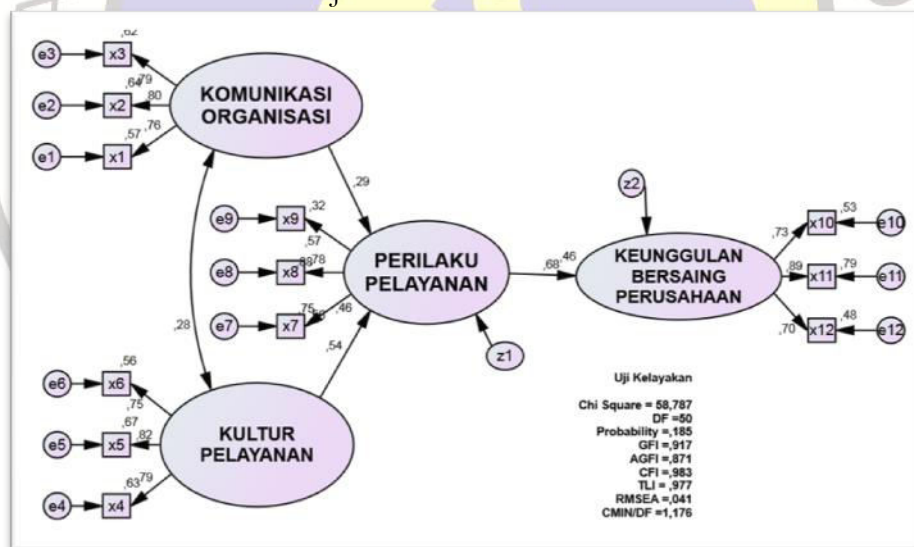 e3
x3
,62
,79
e2
x2
,64
,80
e1
x1
,57
,76
KOMUNIKASI
ORGANISASI
,29
,28
e9
x9
,32
,57
e8
x8
,78
e7
x7
,75
PERILAKU
PELAYANAN
,46
z1
,54
,68
,46
z2
KEUNGGULAN
BERSAING
PERUSAHAAN
,73
x10
,53
e10
,89
x11
,79
e11
,70
x12
,48
e12
e6
x6
,56
,75
e5
x5
,67
,82
e4
x4
,63
,79
KULTUR
PELAYANAN
Uji Kelayakan
Chi Square = 58,787
DF =50
Probability =,185
GFI =,917
AGFI =,871
CFI =,983
TLI =,977
RMSEA =,041
CMIN/DF =1,176